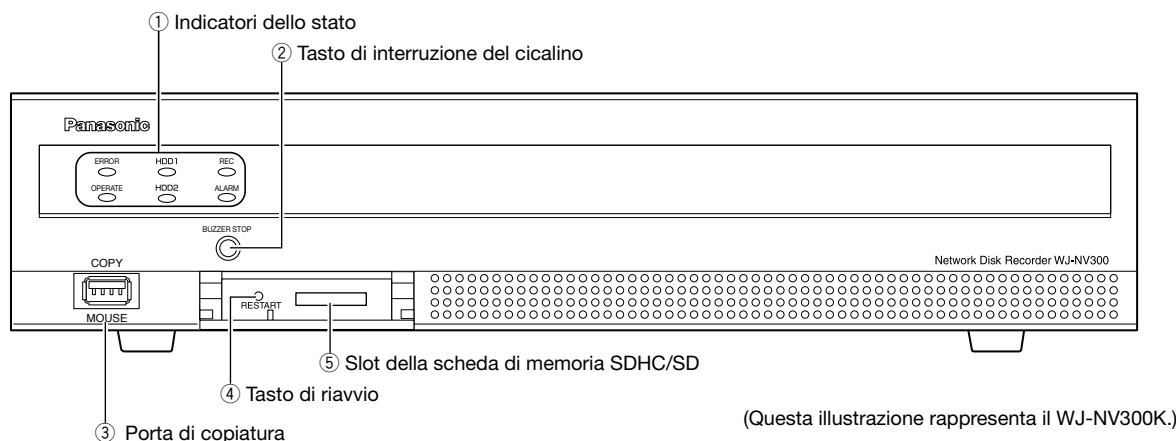 ① Indicatori dello stato
② Tasto di interruzione del cicalino
Panasonic
ERROR HDD1 REC
OPERATE HDD2 ALARM
BUZZER STOP
COPY
Network Disk Recorder WJ-NV300
RESTART
MOUSE
⑤ Slot della scheda di memoria SDHC/SD
④ Tasto di riavvio
(Questa illustrazione rappresenta il WJ-NV300K.)
③ Porta di copiatura